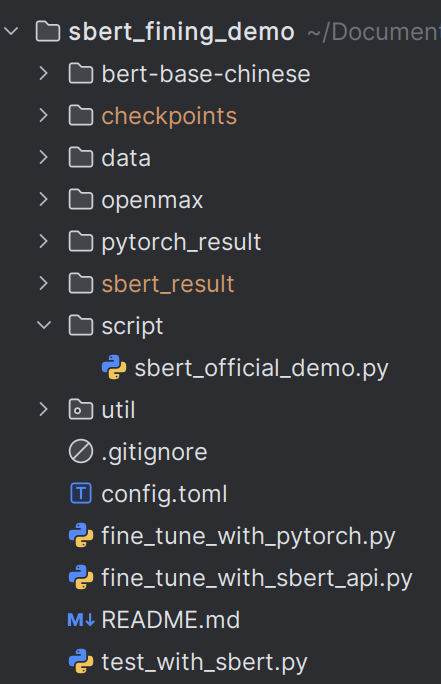 sbert_fining_demo ~/Document
bert-base-chinese
checkpoints
data
openmax
pytorch_result
sbert_result
script
sbert_official_demo.py
util
.gitignore
T config.toml
fine_tune_with_pytorch.py
fine_tune_with_sbert_api.py
M↓ README.md
test_with_sbert.py